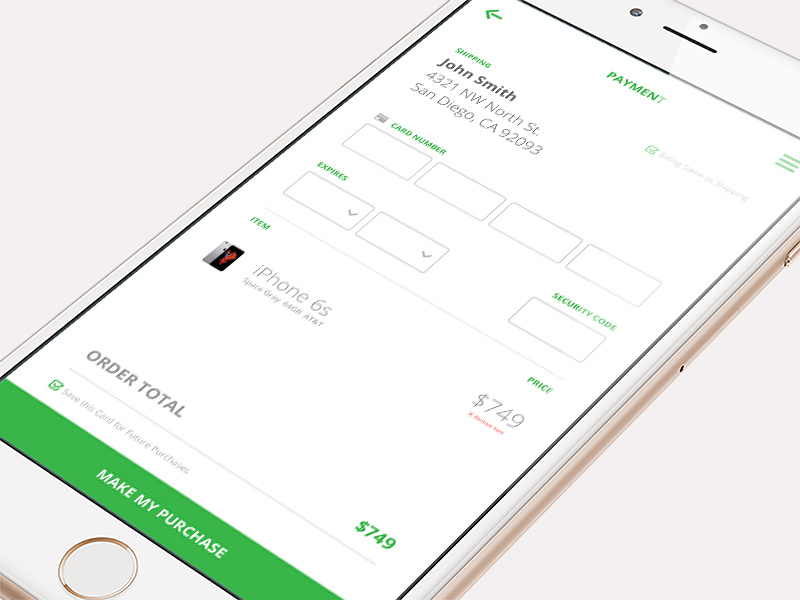 PAYMENT
SHIPPING
John Smith
4321 NW North St.
San Diego, CA 92093
Billing Same as Shipping
CARD NUMBER
EXPIRES
SECURITY CODE
ITEM
PRICE
iPhone 6s
Space Gray 64GB AT&T
$749
× Remove Item
ORDER TOTAL
$749
Save this Card for Future Purchases
MAKE MY PURCHASE